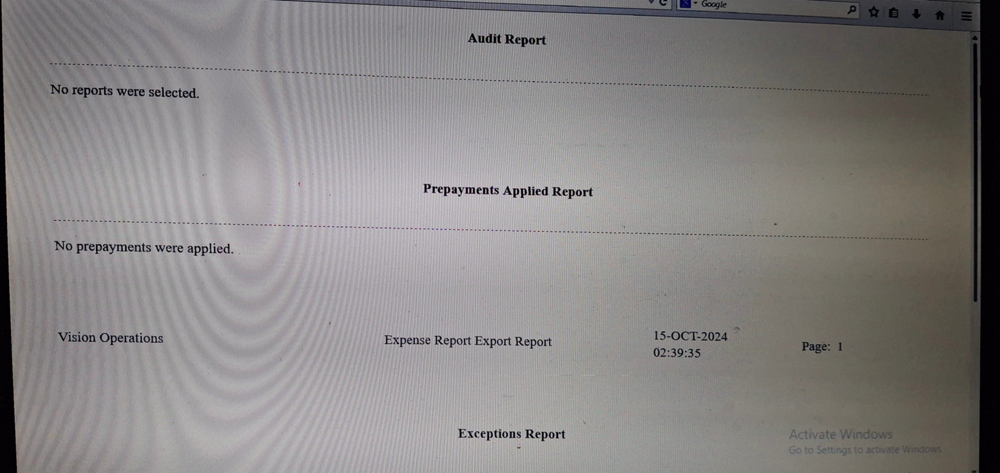 Google
Audit Report
No reports were selected.
Prepayments Applied Report
No prepayments were applied.
Vision Operations
Expense Report Export Report
15-OCT-2024
02:39:35
Page: 1
Exceptions Report
Activate Windows
Go to Settings to activate Windows.